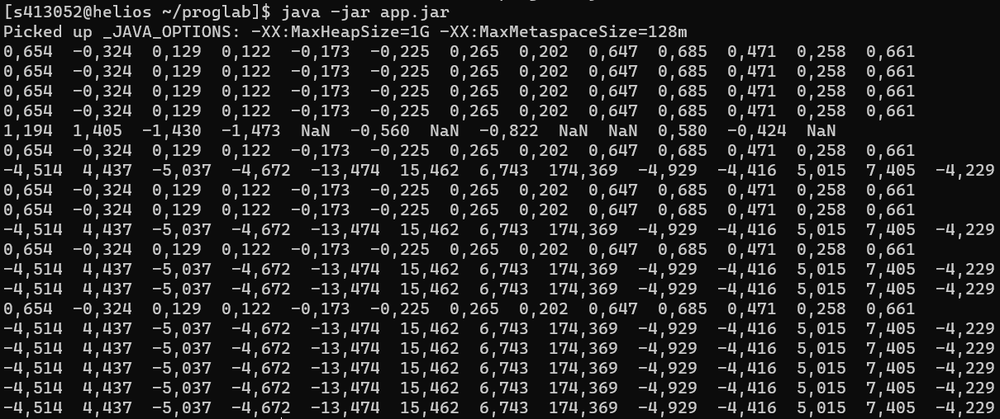 [s413052@helios ~/proglab]$ java -jar app.jar
Picked up _JAVA_OPTIONS: -XX:MaxHeapSize=1G -XX:MaxMetaspaceSize=128m
0,654  -0,324  0,129  0,122  -0,173  -0,225  0,265  0,202  0,647  0,685  0,471  0,258  0,661
0,654  -0,324  0,129  0,122  -0,173  -0,225  0,265  0,202  0,647  0,685  0,471  0,258  0,661
0,654  -0,324  0,129  0,122  -0,173  -0,225  0,265  0,202  0,647  0,685  0,471  0,258  0,661
0,654  -0,324  0,129  0,122  -0,173  -0,225  0,265  0,202  0,647  0,685  0,471  0,258  0,661
1,194  1,405  -1,430  -1,473  NaN  -0,560  NaN  -0,822  NaN  NaN  0,580  -0,424  NaN
0,654  -0,324  0,129  0,122  -0,173  -0,225  0,265  0,202  0,647  0,685  0,471  0,258  0,661
-4,514  4,437  -5,037  -4,672  -13,474  15,462  6,743  174,369  -4,929  -4,416  5,015  7,405  -4,229
0,654  -0,324  0,129  0,122  -0,173  -0,225  0,265  0,202  0,647  0,685  0,471  0,258  0,661
0,654  -0,324  0,129  0,122  -0,173  -0,225  0,265  0,202  0,647  0,685  0,471  0,258  0,661
-4,514  4,437  -5,037  -4,672  -13,474  15,462  6,743  174,369  -4,929  -4,416  5,015  7,405  -4,229
0,654  -0,324  0,129  0,122  -0,173  -0,225  0,265  0,202  0,647  0,685  0,471  0,258  0,661
-4,514  4,437  -5,037  -4,672  -13,474  15,462  6,743  174,369  -4,929  -4,416  5,015  7,405  -4,229
-4,514  4,437  -5,037  -4,672  -13,474  15,462  6,743  174,369  -4,929  -4,416  5,015  7,405  -4,229
0,654  -0,324  0,129  0,122  -0,173  -0,225  0,265  0,202  0,647  0,685  0,471  0,258  0,661
-4,514  4,437  -5,037  -4,672  -13,474  15,462  6,743  174,369  -4,929  -4,416  5,015  7,405  -4,229
-4,514  4,437  -5,037  -4,672  -13,474  15,462  6,743  174,369  -4,929  -4,416  5,015  7,405  -4,229
-4,514  4,437  -5,037  -4,672  -13,474  15,462  6,743  174,369  -4,929  -4,416  5,015  7,405  -4,229
-4,514  4,437  -5,037  -4,672  -13,474  15,462  6,743  174,369  -4,929  -4,416  5,015  7,405  -4,229
-4,514  4,437  -5,037  -4,672  -13,474  15,462  6,743  174,369  -4,929  -4,416  5,015  7,405  -4,229